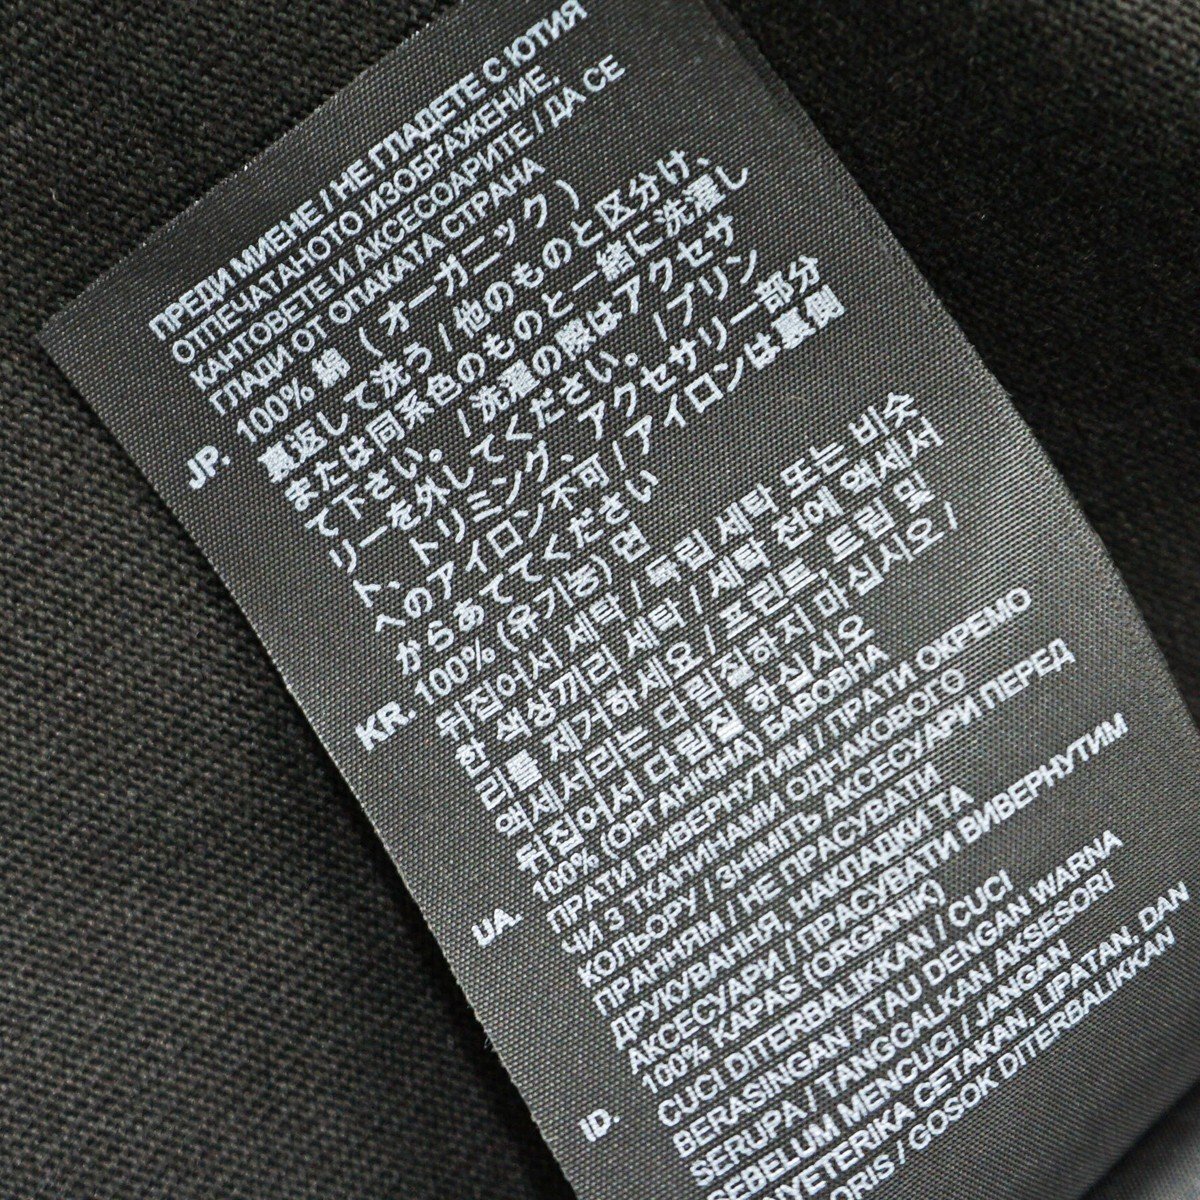 ПРЕДИ МИЕНЕ / НЕ ГЛАДЕТЕ С ЮТИЯ
ОТПЕЧАТАНОТО ИЗОБРАЖЕНИЕ,
КАНТОВЕТЕ И АКСЕСОАРИТЕ / ДА СЕ
ГЛАДИ ОТ ОПАКАТА СТРАНА
JP. 100% 綿 (オーガニック)
裏返して洗う / 他のものと区分け、
または同系色のものと一緒に洗濯し
て下さい。 /洗濯の際はアクセサ
リーを外してください。 /プリン
ト、トリミング、アクセサリー部分
へのアイロン不可/アイロンは裏側
からあててください
KR. 100% (유기농) 면
뒤집어서 세탁 / 독립 세탁 또는 비슷
한 색상끼리 세탁 / 세탁 전에 액세서
리를 제거하세요 / 프린트, 트림 및
액세서리는 다림질하지 마십시오 /
뒤집어서 다림질 하십시오
UA. 100% (ОРГАНІЧНА) БАВОВНА
ПРАТИ ВИВЕРНУТИМ / ПРАТИ ОКРЕМО
ЧИ З ТКАНИНАМИ ОДНАКОВОГО
КОЛЬОРУ / ЗНІМІТЬ АКСЕСУАРИ ПЕРЕД
ПРАННЯМ / НЕ ПРАСУВАТИ
ДРУКУВАННЯ, НАКЛАДКИ ТА
АКСЕСУАРИ / ПРАСУВАТИ ВИВЕРНУТИМ
ID. 100% KAPAS (ORGANIK)
CUCI DITERBALIKKAN / CUCI
BERASINGAN ATAU DENGAN WARNA
SERUPA / TANGGALKAN AKSESORI
SEBELUM MENCUCI / JANGAN
CETAKAN, LIPATAN, DAN
/ GOSOK DITERBALIKKAN